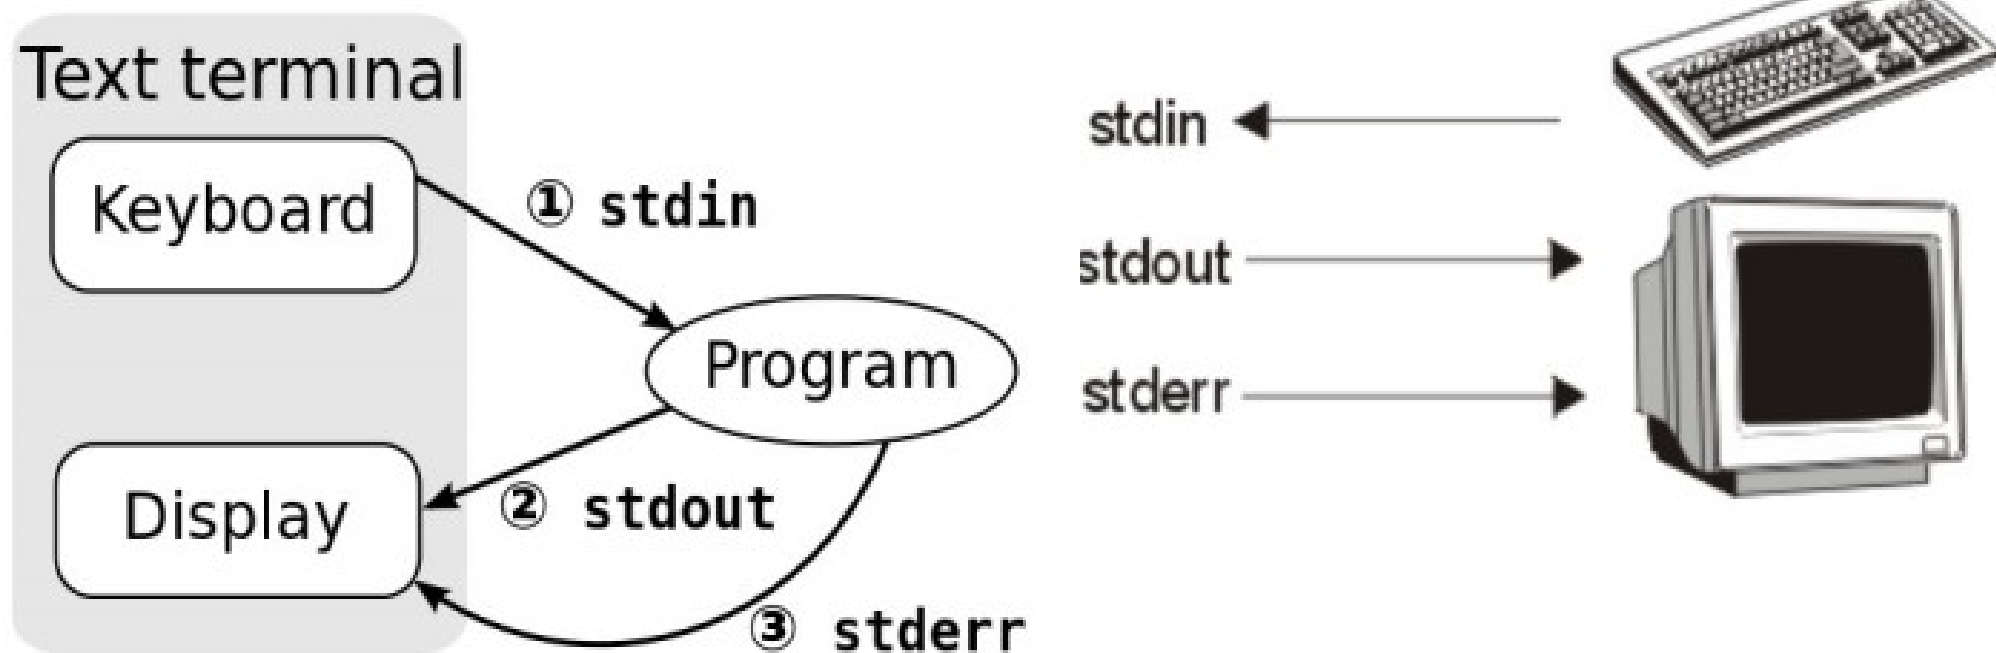 Text terminal
Keyboard
① stdin
Program
Display
② stdout
③ stderr
stdin
stdout
stderr